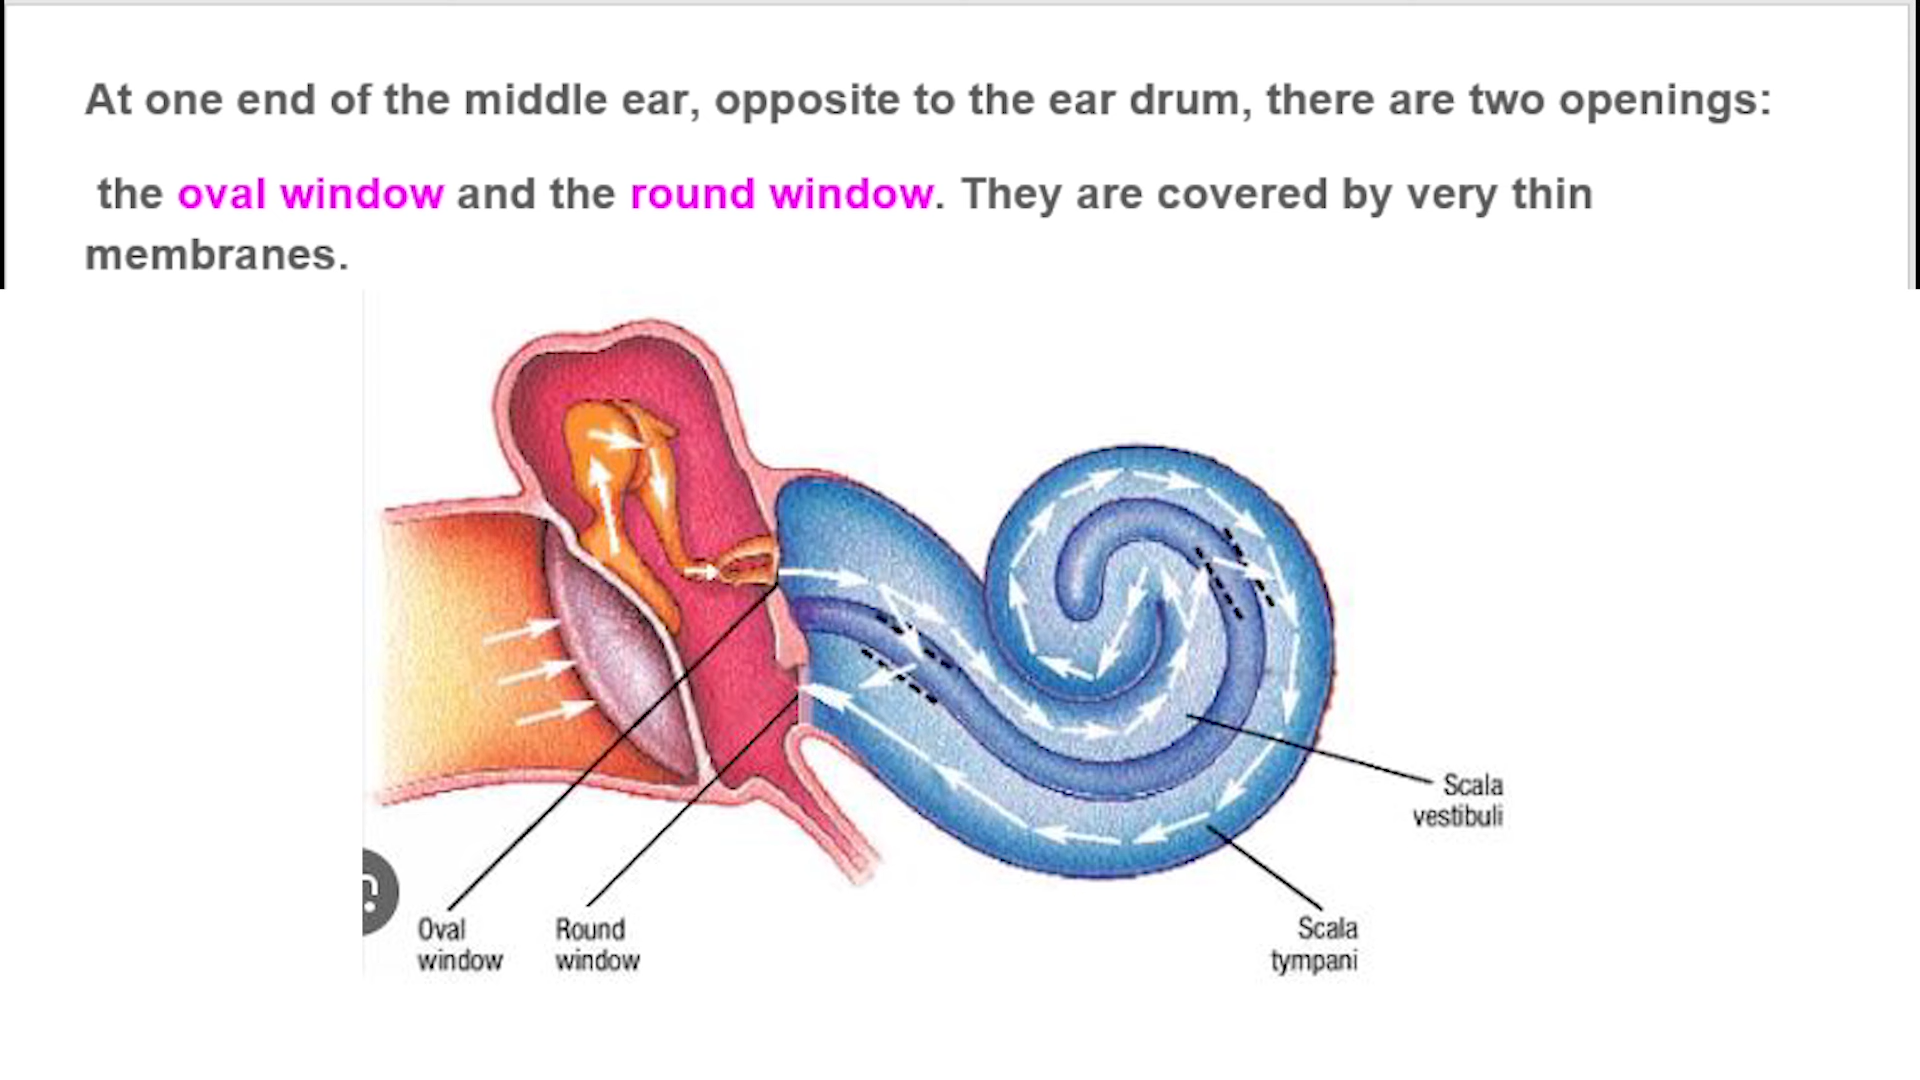 At one end of the middle ear, opposite to the ear drum, there are two openings:
the oval window and the round window. They are covered by very thin
membranes.
Scala
vestibuli
Oval
window
Round
window
Scala
tympani